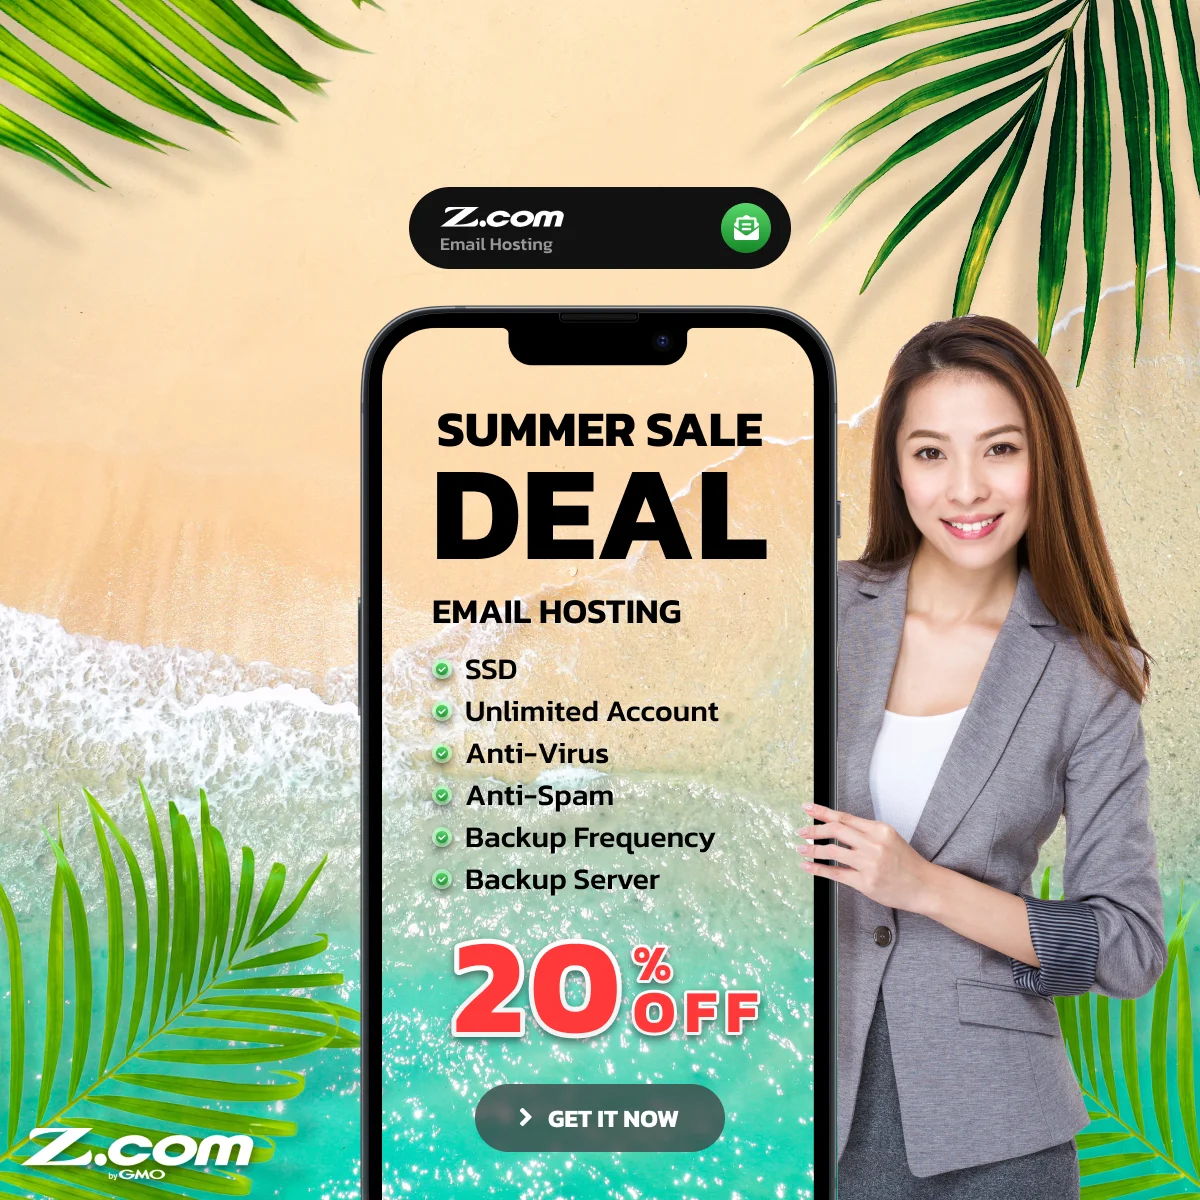 Z.com
Email Hosting
SUMMER SALE
DEAL
EMAIL HOSTING
SSD
Unlimited Account
Anti-Virus
Anti-Spam
Backup Frequency
Backup Server
20% OFF
GET IT NOW
Z.com
by GMO